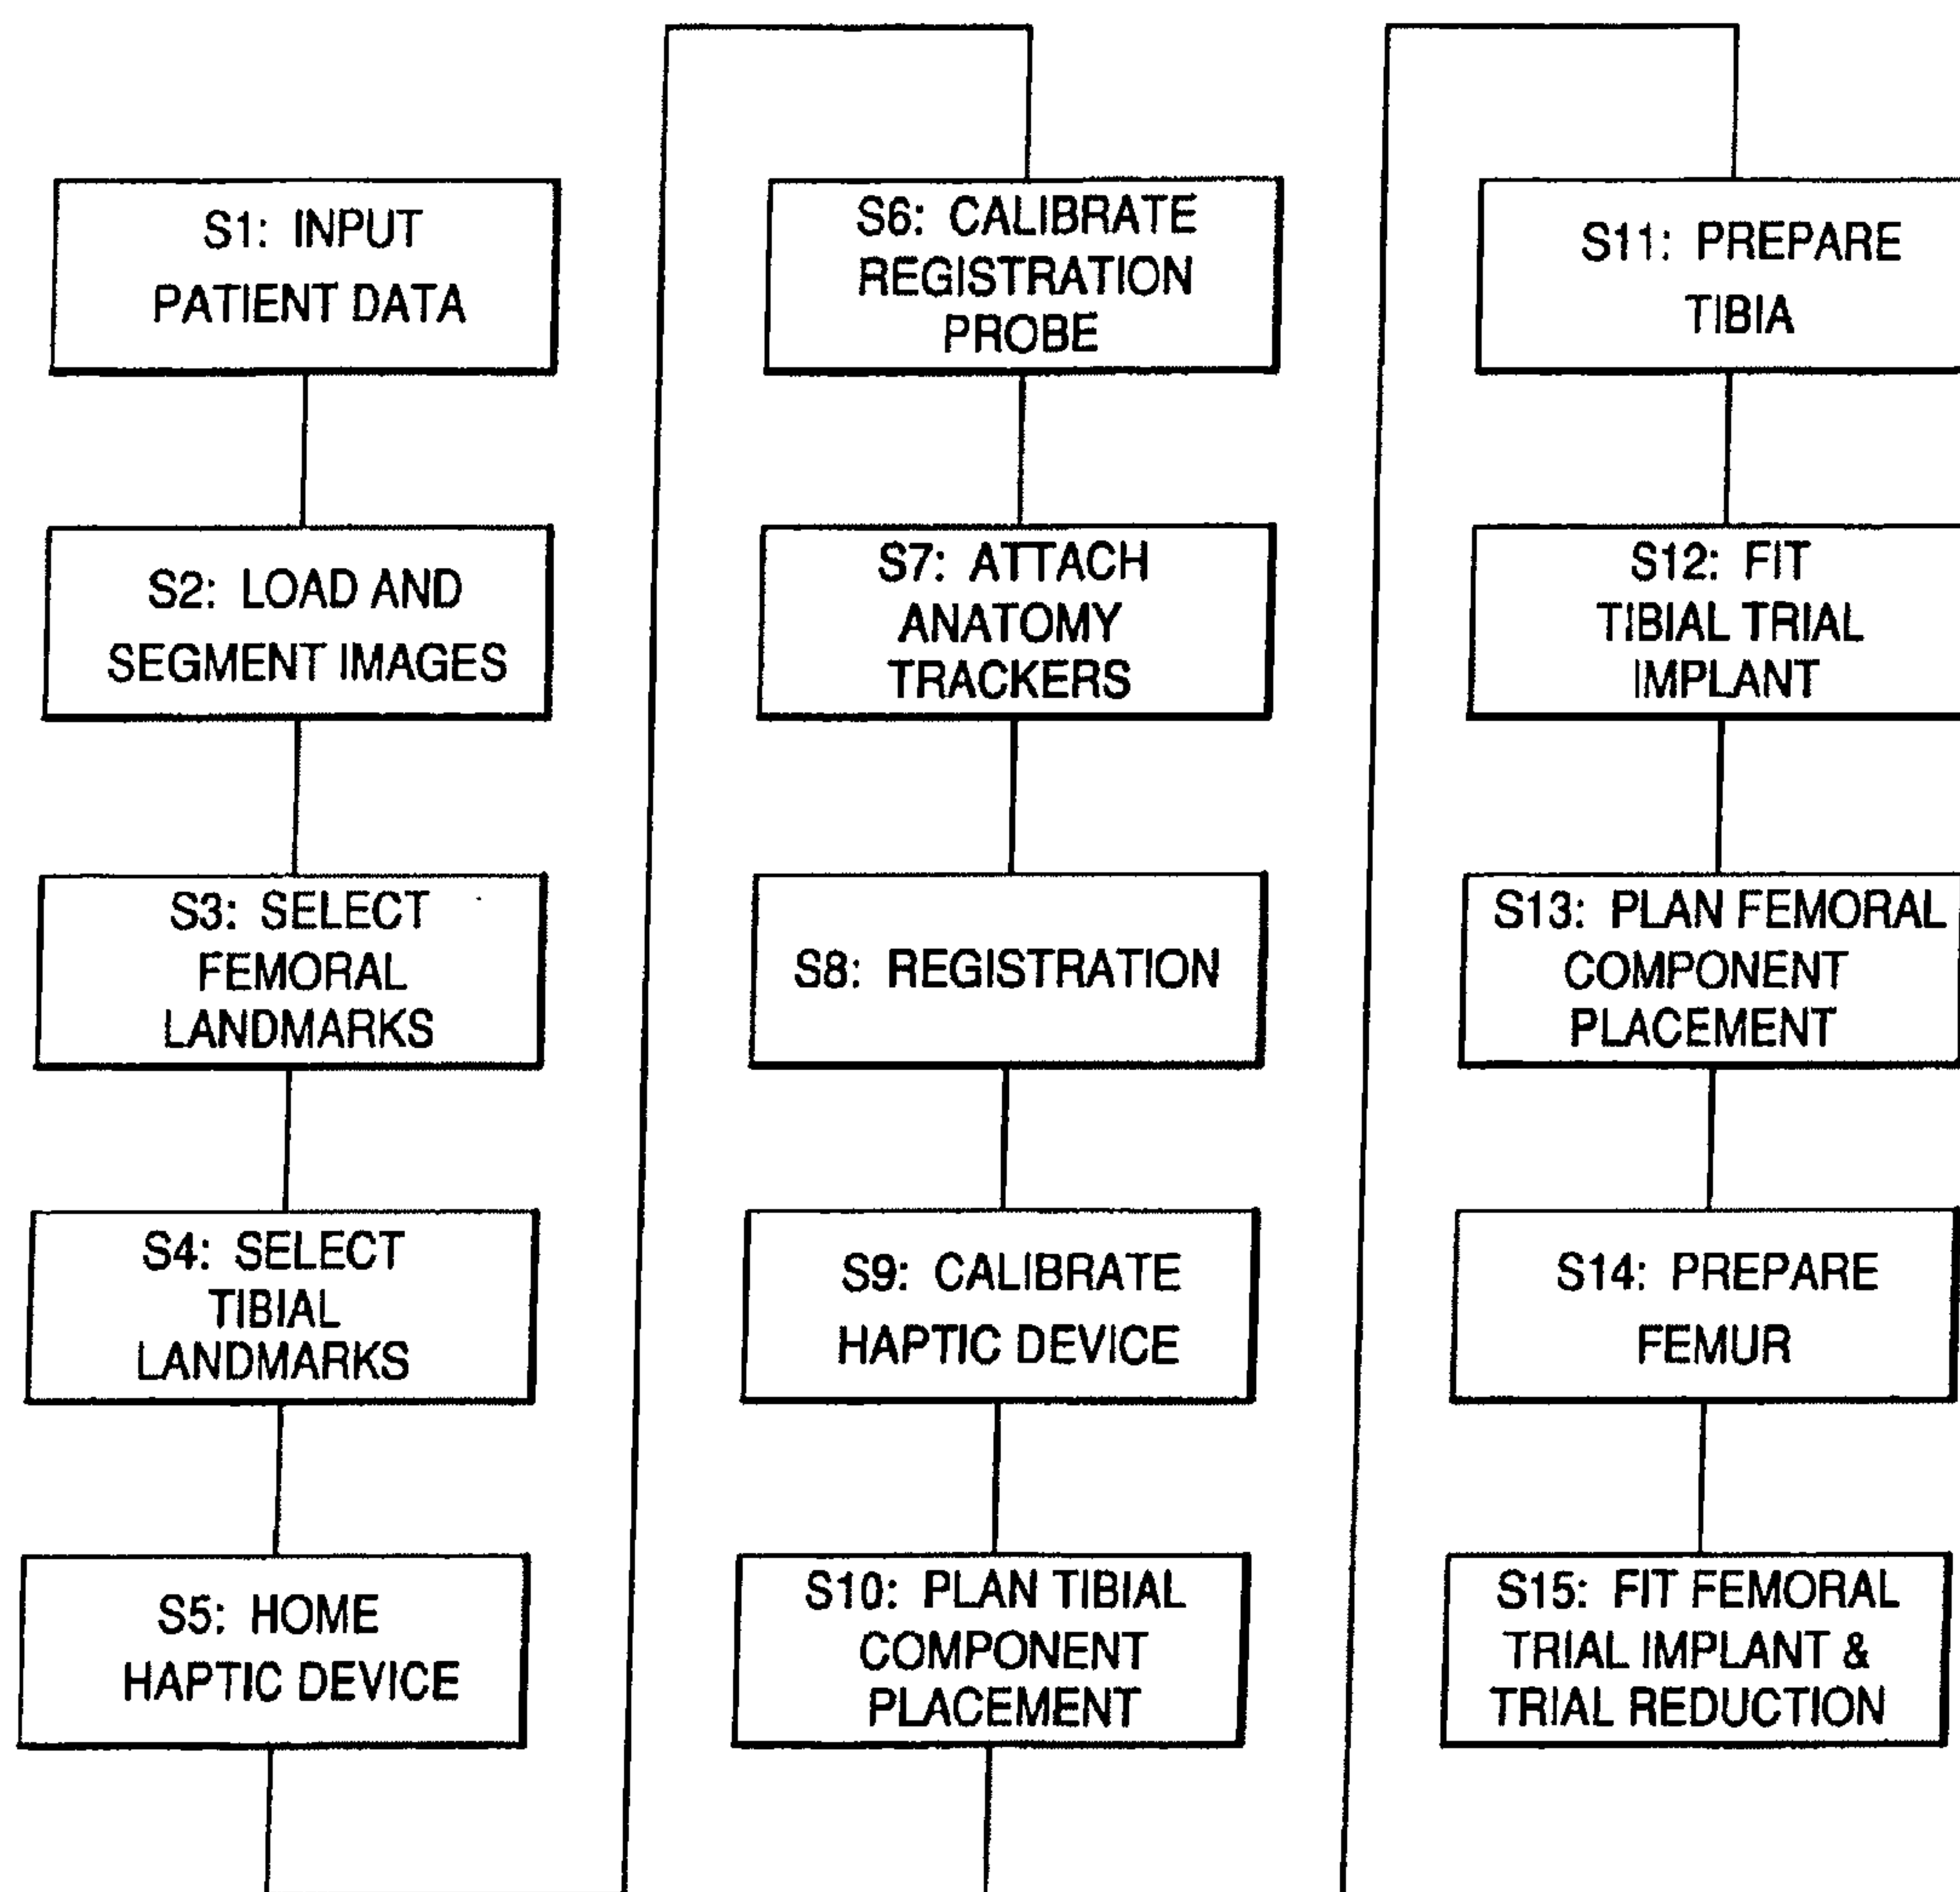 S1: INPUT
PATIENT DATA
S2: LOAD AND
SEGMENT IMAGES
S3: SELECT
FEMORAL
LANDMARKS
S4: SELECT
TIBIAL
LANDMARKS
S5: HOME
HAPTIC DEVICE
S6: CALIBRATE
REGISTRATION
PROBE
S7: ATTACH
ANATOMY
TRACKERS
S8: REGISTRATION
S9: CALIBRATE
HAPTIC DEVICE
S10: PLAN TIBIAL
COMPONENT
PLACEMENT
S11: PREPARE
TIBIA
S12: FIT
TIBIAL TRIAL
IMPLANT
S13: PLAN FEMORAL
COMPONENT
PLACEMENT
S14: PREPARE
FEMUR
S15: FIT FEMORAL
TRIAL IMPLANT &
TRIAL REDUCTION